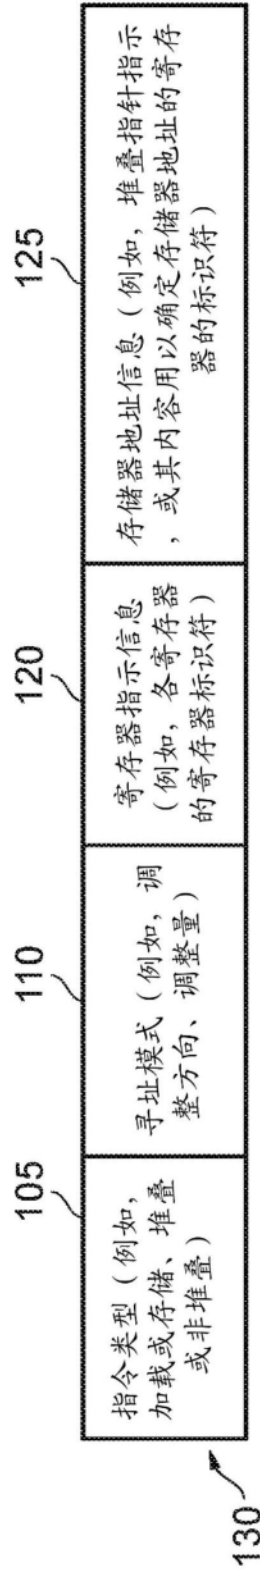 105
110
120
125
指令类型（例如，
加载或存储、堆叠
或非堆叠）
寻址模式（例如，调
整方向、调整量）
寄存器指示信息
（例如，各寄存器
的寄存器标识符）
存储器地址信息（例如，堆叠指针指示
，或其内容用以确定存储器地址的寄存
器的标识符）
130